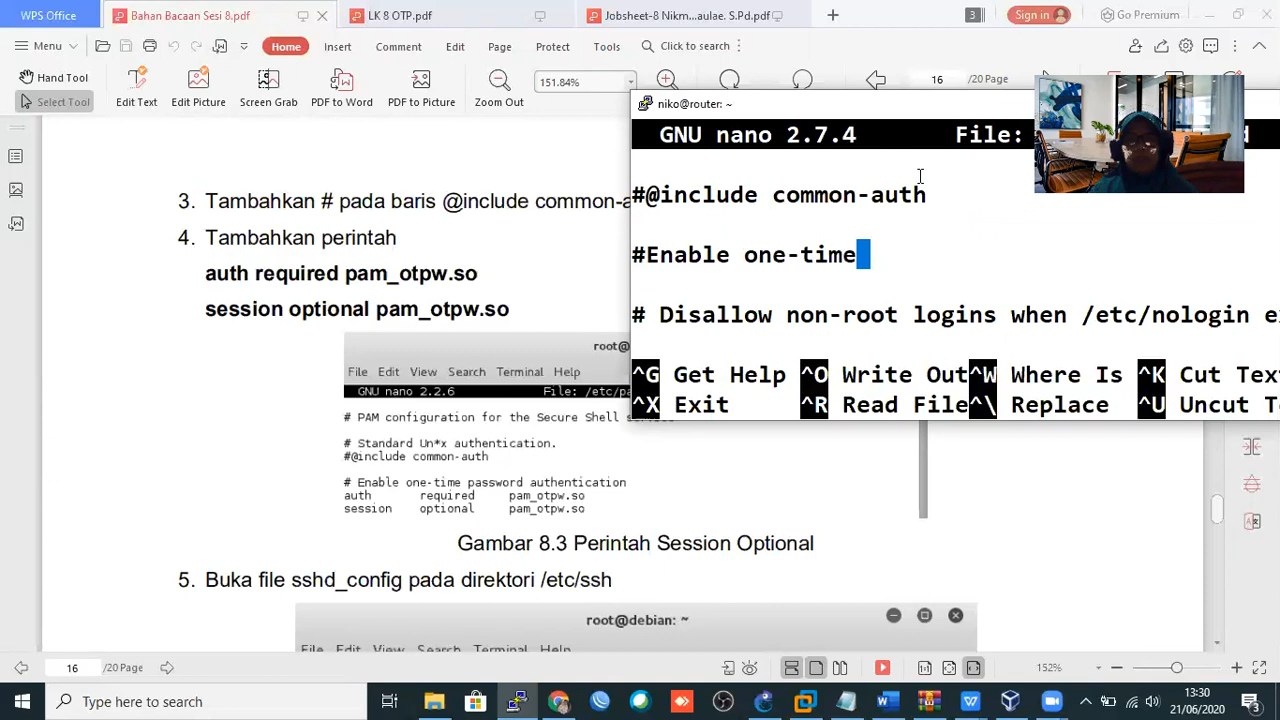 WPS Office
Bahan Bacaan Sesi 8.pdf
LK 8 OTP.pdf
Jobsheet-8 Nikm...aulae. S.Pd.pdf
3
Sign in
Go Premium
Menu
Home
Insert
Comment
Edit
Page
Protect
Tools
Click to search
Hand Tool
Select Tool
Edit Text
Edit Picture
Screen Grab
PDF to Word
PDF to Picture
Zoom Out
151.84%
16
/20 Page
niko@router: ~
GNU nano 2.7.4
File:
#@include common-auth
#Enable one-time
# Disallow non-root logins when /etc/nologin ex
^G Get Help ^O Write Out ^W Where Is ^K Cut Text
^X Exit ^R Read File ^\ Replace ^U Uncut T
3. Tambahkan # pada baris @include common-a
4. Tambahkan perintah
auth required pam_otpw.so
session optional pam_otpw.so
root@
File Edit View Search Terminal Help
GNU nano 2.2.6 File: /etc/pa
# PAM configuration for the Secure Shell
# Standard Un*x authentication.
#@include common-auth
# Enable one-time password authentication
auth required pam_otpw.so
session optional pam_otpw.so
Gambar 8.3 Perintah Session Optional
5. Buka file sshd_config pada direktori /etc/ssh
root@debian: ~
File Edit View Search Terminal Help
16
/20 Page
152%
Type here to search
13:30
21/06/2020
3